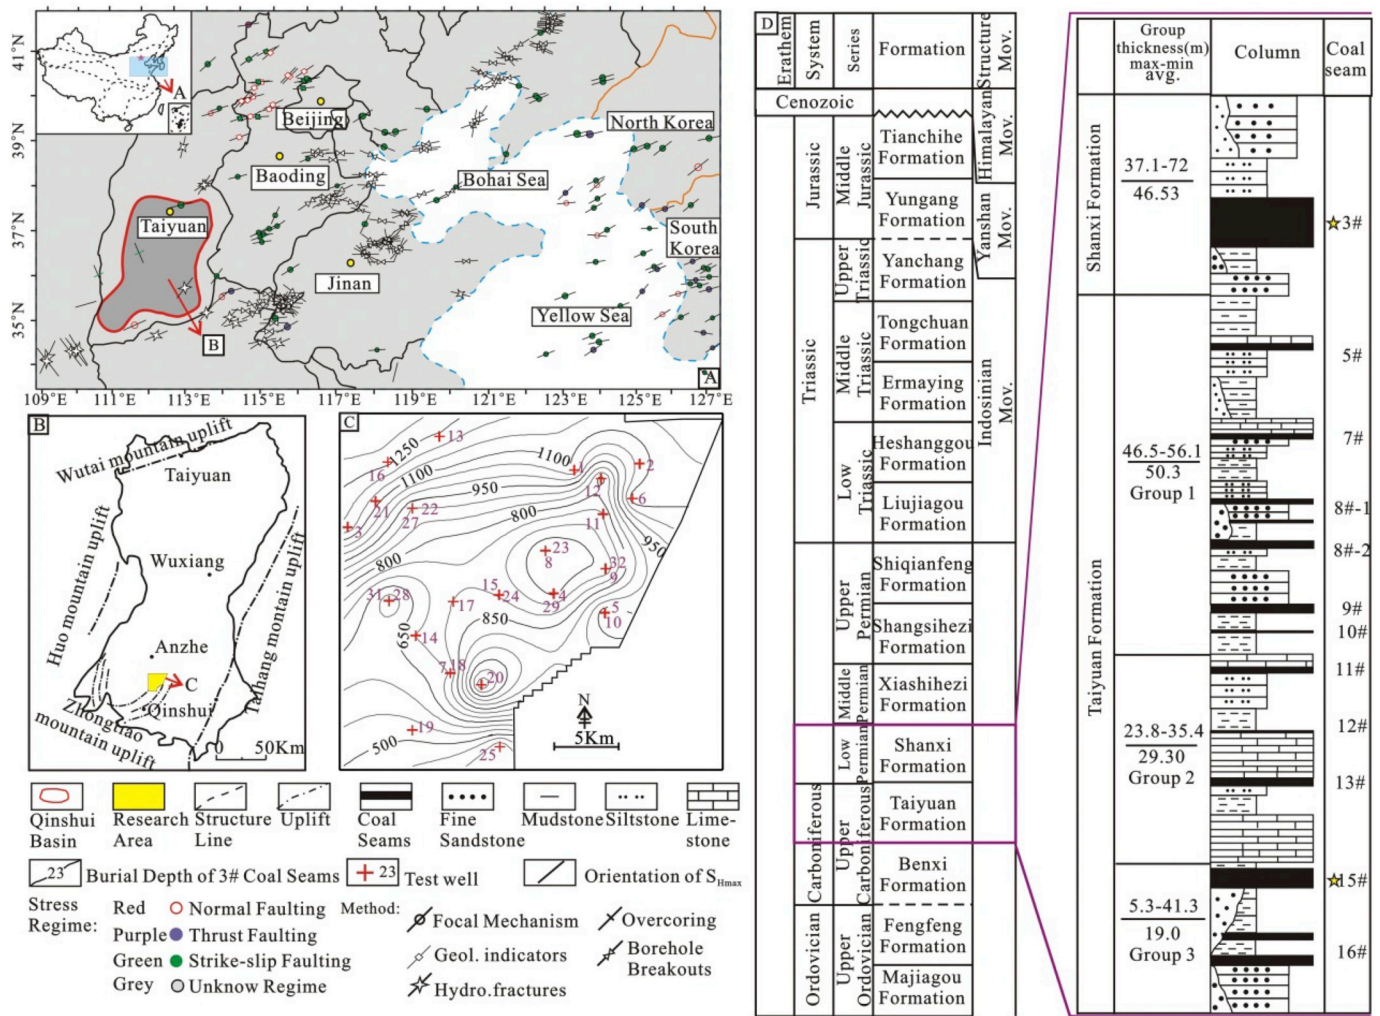 41°N
39°N
37°N
35°N
A
Beijing
Baoding
Taiyuan
Jinan
Bohai Sea
North Korea
South
Korea
Yellow Sea
B
A
109°E
111°E
113°E
115°E
117°E
119°E
121°E
123°E
125°E
127°E
B
Wutai mountain uplift
Taiyuan
Wuxiang
Huo mountain uplift
Anzhe
C
Qinshui
Taihang mountain uplift
Zhongtiao
mountain uplift
0 50Km
C
13
1250
16
1100
1100
1
2
12
6
21
22
27
950
3
800
11
950
800
23
8
32
9
31
28
15
24
17
4
29
5
10
850
650
14
7
18
20
19
500
25
N
5Km
Qinshui
Basin
Research
Area
Structure
Line
Uplift
Coal
Seams
Fine
Sandstone
Mudstone
Siltstone
Lime-
stone
23
Burial Depth of 3# Coal Seams
23
Test well
Orientation of SHmax
Stress
Regime:
Red
Normal Faulting
Purple
Thrust Faulting
Green
Strike-slip Faulting
Grey
Unknow Regime
Method:
Focal Mechanism
Overcoring
Geol. indicators
Borehole
Breakouts
Hydro.fractures
D
Erathem
System
Series
Formation
Structure
Mov.
Cenozoic
Jurassic
Middle
Jurassic
Tianchihe
Formation
Yungang
Formation
Himalayan
Mov.
Yanshan
Mov.
Triassic
Upper
Triassic
Yanchang
Formation
Middle
Triassic
Tongchuan
Formation
Ermaying
Formation
Low
Triassic
Heshanggou
Formation
Liujiagou
Formation
Indosinian
Mov.
Upper
Permian
Shiqianfeng
Formation
Shangsihezi
Formation
Middle
Permian
Xiashihezi
Formation
Low
Permian
Shanxi
Formation
Carboniferous
Upper
Carboniferous
Taiyuan
Formation
Benxi
Formation
Ordovician
Upper
Ordovician
Fengfeng
Formation
Majiagou
Formation
Group
thickness(m)
max-min
avg.
Column
Coal
seam
Shanxi Formation
37.1-72
46.53
3#
Taiyuan Formation
46.5-56.1
50.3
Group 1
5#
7#
8#-1
8#-2
9#
10#
23.8-35.4
29.30
Group 2
11#
12#
13#
5.3-41.3
19.0
Group 3
15#
16#